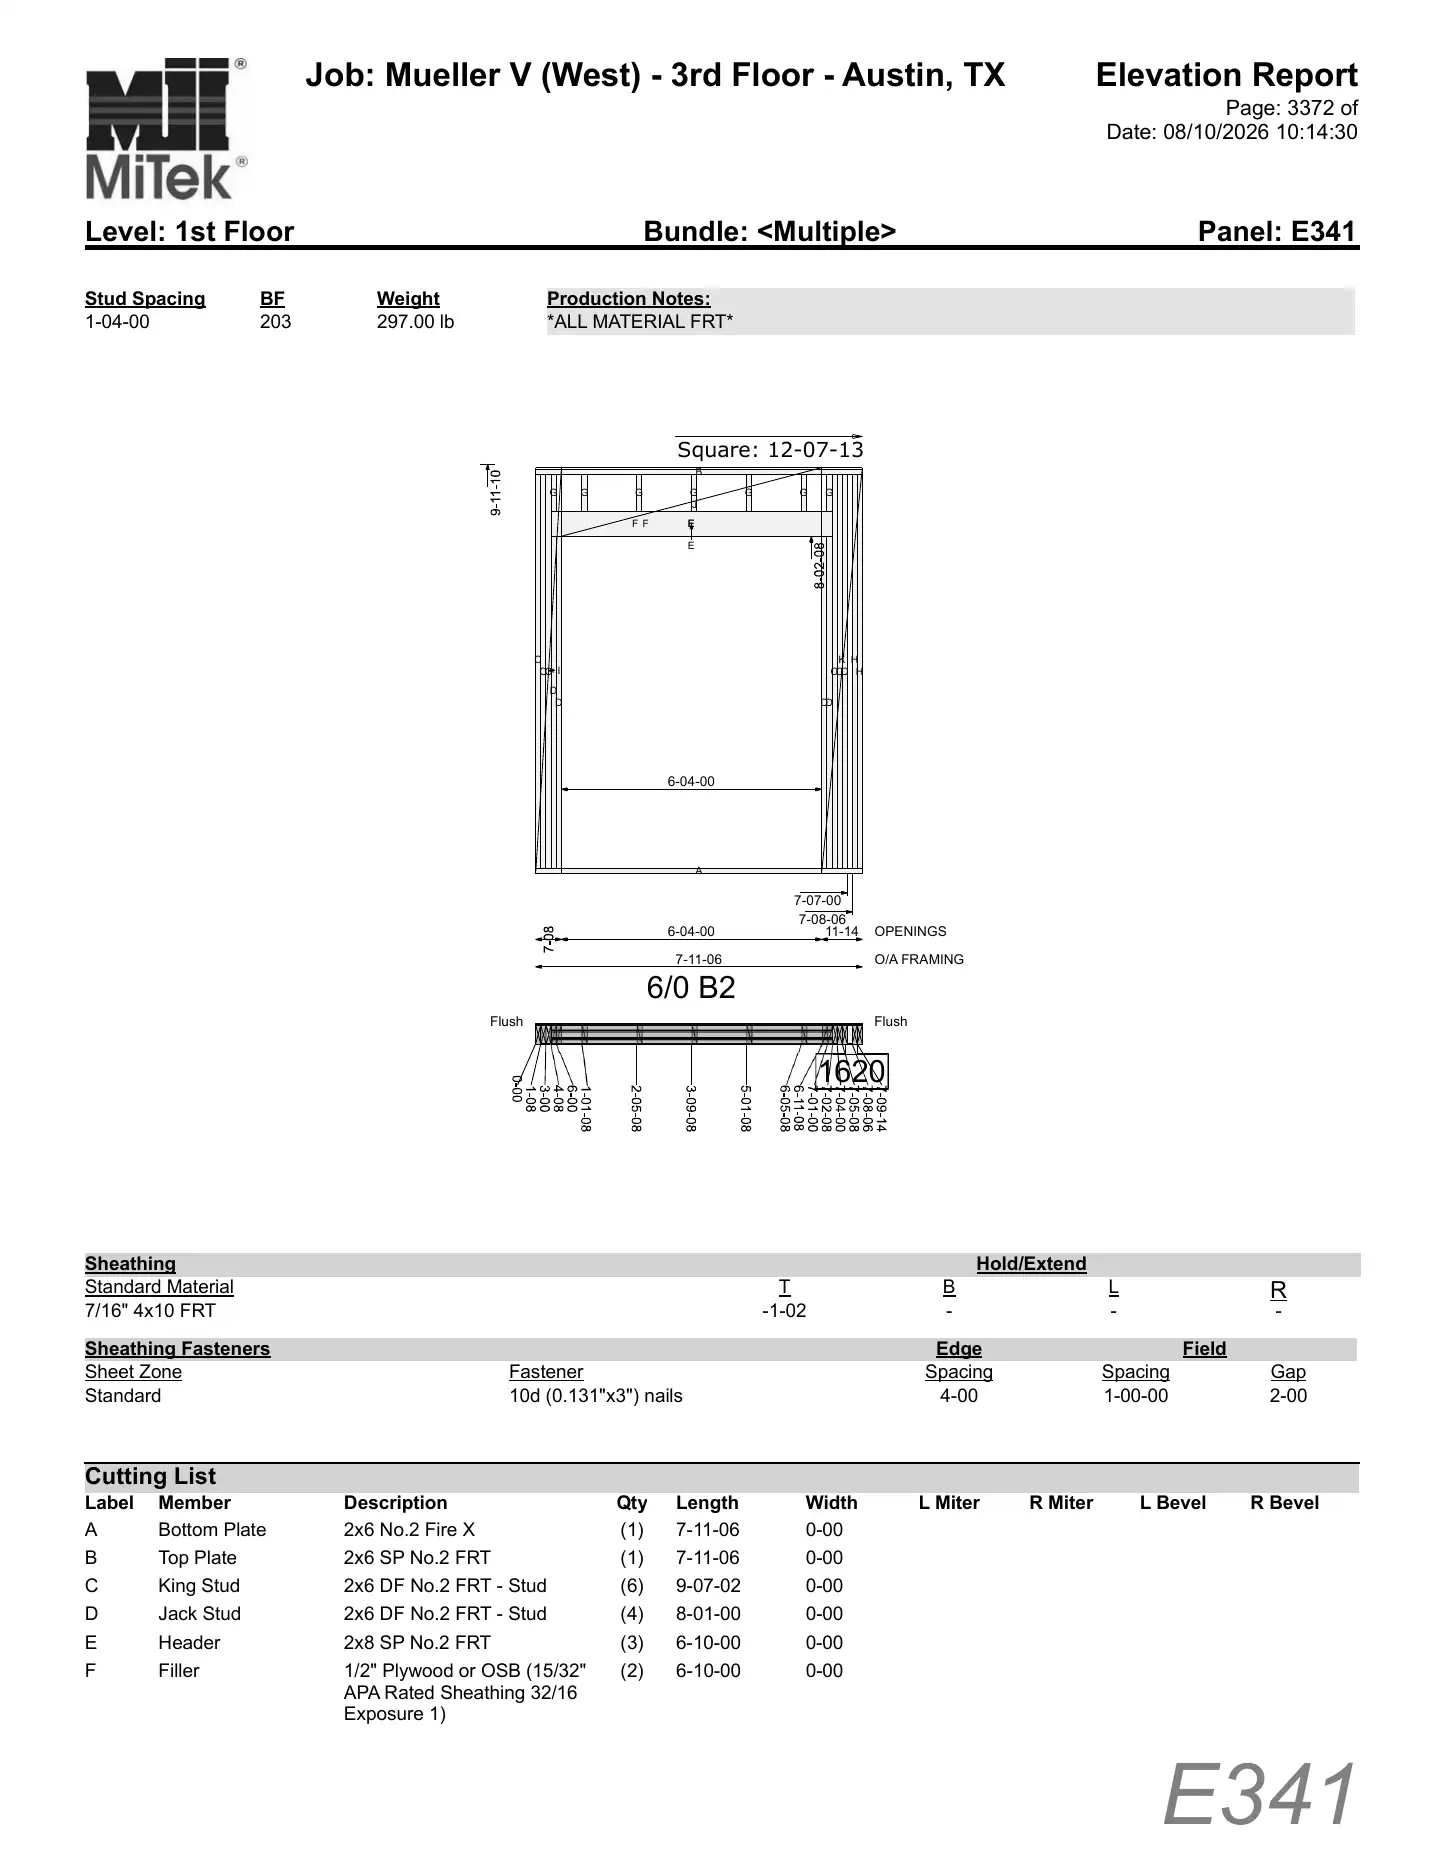 MiTek®
Job: Mueller V (West) - 3rd Floor - Austin, TX
Elevation Report
Page: 3372 of
Date: 08/10/2026 10:14:30
Level: 1st Floor Bundle: <Multiple> Panel: E341
Stud Spacing BF Weight Production Notes:
1-04-00 203 297.00 lb *ALL MATERIAL FRT*
Square: 12-07-13
9-11-10
B
G G G G G G G
J
F F E
E
8-02-08
C K H
I H
D
D
6-04-00
A
7-07-00
7-08-06
7-08 6-04-00 11-14 OPENINGS
7-11-06 O/A FRAMING
6/0 B2
Flush Flush
1620
0-00 1-08 3-00 4-08 6-00 1-01-08 2-05-08 3-09-08 5-01-08 6-05-08 6-11-08 7-01-00 -02-08 -04-00 -05-08 -08-06 -09-14
Sheathing Hold/Extend
Standard Material T B L R
7/16" 4x10 FRT -1-02 - - -
Sheathing Fasteners Edge Field
Sheet Zone Fastener Spacing Spacing Gap
Standard 10d (0.131"x3") nails 4-00 1-00-00 2-00
Cutting List
Label Member Description Qty Length Width L Miter R Miter L Bevel R Bevel
A Bottom Plate 2x6 No.2 Fire X (1) 7-11-06 0-00
B Top Plate 2x6 SP No.2 FRT (1) 7-11-06 0-00
C King Stud 2x6 DF No.2 FRT - Stud (6) 9-07-02 0-00
D Jack Stud 2x6 DF No.2 FRT - Stud (4) 8-01-00 0-00
E Header 2x8 SP No.2 FRT (3) 6-10-00 0-00
F Filler 1/2" Plywood or OSB (15/32" (2) 6-10-00 0-00
APA Rated Sheathing 32/16
Exposure 1)
E341